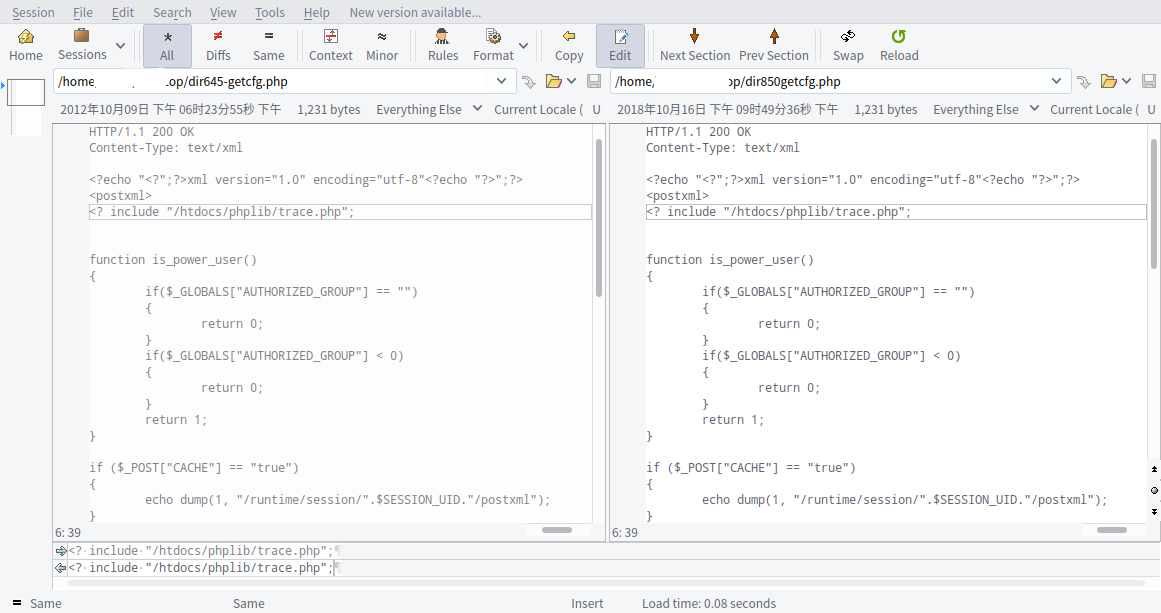 Session File Edit Search View Tools Help New version available...
Home Sessions All Diffs Same Context Minor Rules Format Copy Edit Next Section Prev Section Swap Reload
/home op/dir645-getcfg.php /home/ op/dir850getcfg.php
2012年10月09日 下午 06时23分55秒 下午 1,231 bytes Everything Else Current Locale ( U 2018年10月16日 下午 09时49分36秒 下午 1,231 bytes Everything Else Current Locale ( U
HTTP/1.1 200 OK
Content-Type: text/xml
<?echo "<?";?>xml version="1.0" encoding="utf-8"<?echo "?>";?>
<postxml>
<? include "/htdocs/phplib/trace.php";
function is_power_user()
{
if($_GLOBALS["AUTHORIZED_GROUP"] == "")
{
return 0;
}
if($_GLOBALS["AUTHORIZED_GROUP"] < 0)
{
return 0;
}
return 1;
}
if ($_POST["CACHE"] == "true")
{
echo dump(1, "/runtime/session/".$SESSION_UID."/postxml");
}
6: 39
HTTP/1.1 200 OK
Content-Type: text/xml
<?echo "<?";?>xml version="1.0" encoding="utf-8"<?echo "?>";?>
<postxml>
<? include "/htdocs/phplib/trace.php";
function is_power_user()
{
if($_GLOBALS["AUTHORIZED_GROUP"] == "")
{
return 0;
}
if($_GLOBALS["AUTHORIZED_GROUP"] < 0)
{
return 0;
}
return 1;
}
if ($_POST["CACHE"] == "true")
{
echo dump(1, "/runtime/session/".$SESSION_UID."/postxml");
}
6: 39
<?·include·"/htdocs/phplib/trace.php";¶
<?·include·"/htdocs/phplib/trace.php";¶
= Same Same Insert Load time: 0.08 seconds